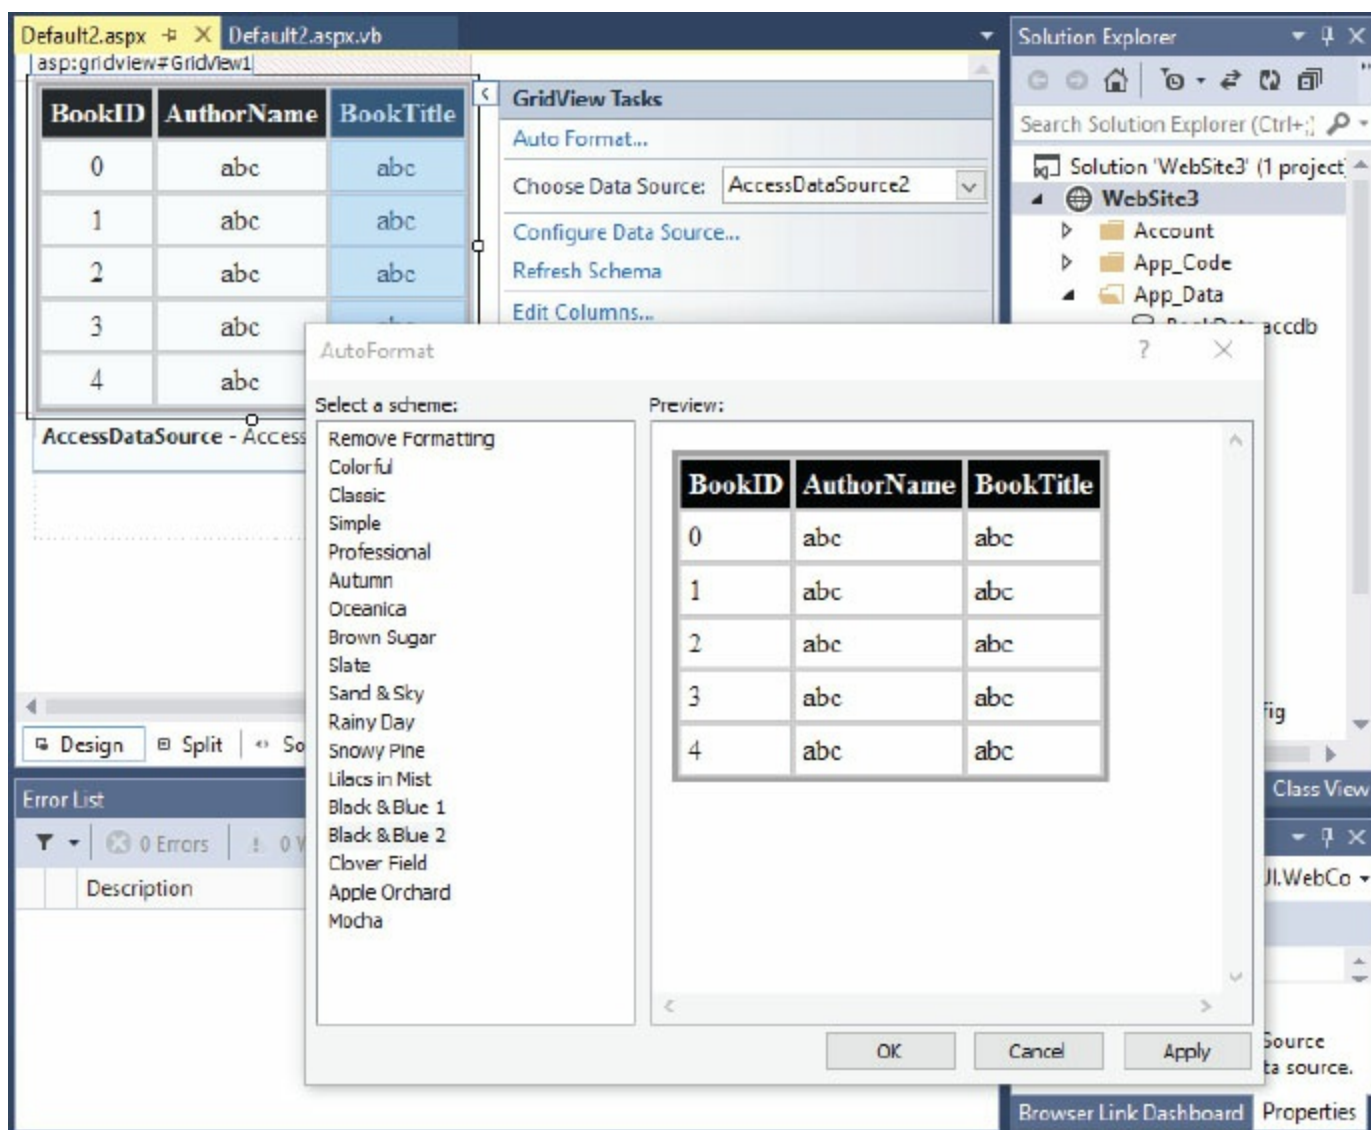 Default2.aspx
Default2.aspx.vb
asp:gridview#GridView1
BookID AuthorName BookTitle
0 abc abc
1 abc abc
2 abc abc
3 abc
4 abc
AccessDataSource - Access
GridView Tasks
Auto Format...
Choose Data Source: AccessDataSource2
Configure Data Source...
Refresh Schema
Edit Columns...
Solution Explorer
Search Solution Explorer (Ctrl+;)
Solution 'WebSite3' (1 project
WebSite3
Account
App_Code
App_Data
accdb
fig
AutoFormat
?
Select a scheme:
Remove Formatting
Colorful
Classic
Simple
Professional
Autumn
Oceanica
Brown Sugar
Slate
Sand & Sky
Rainy Day
Snowy Pine
Lilacs in Mist
Black & Blue 1
Black & Blue 2
Clover Field
Apple Orchard
Mocha
Preview:
BookID AuthorName BookTitle
0 abc abc
1 abc abc
2 abc abc
3 abc abc
4 abc abc
OK Cancel Apply
Design Split So
Error List
0 Errors 0
Description
Class View
UI.WebCo
Source
ta source.
Browser Link Dashboard Properties